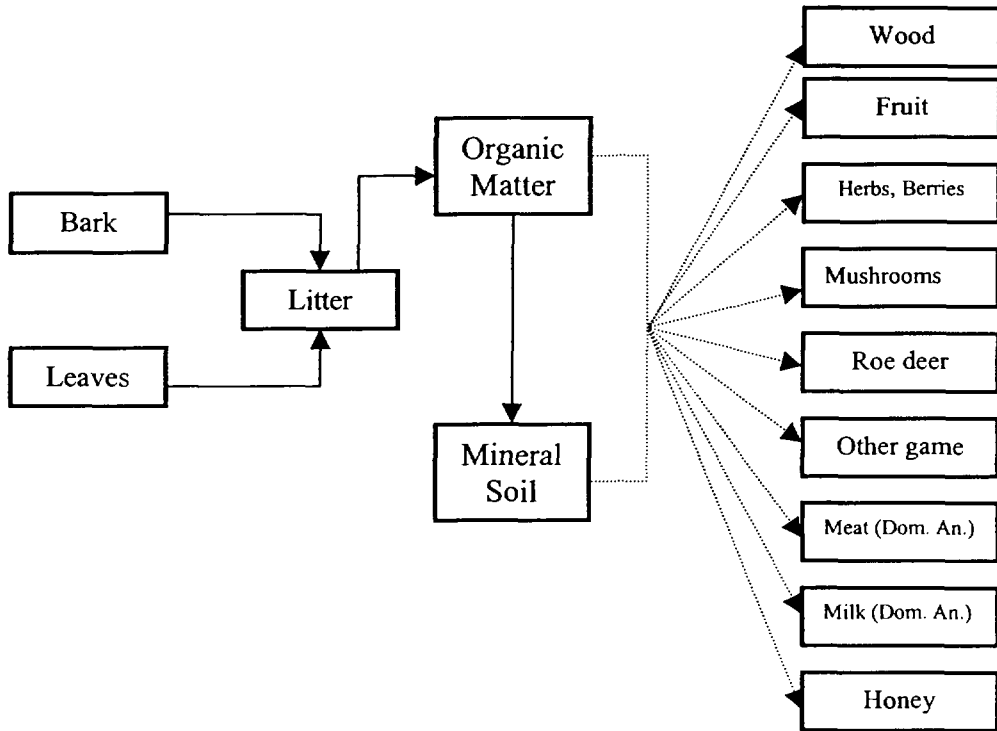 Bark
Leaves
Litter
Organic
Matter
Mineral
Soil
Wood
Fruit
Herbs, Berries
Mushrooms
Roe deer
Other game
Meat (Dom. An.)
Milk (Dom. An.)
Honey